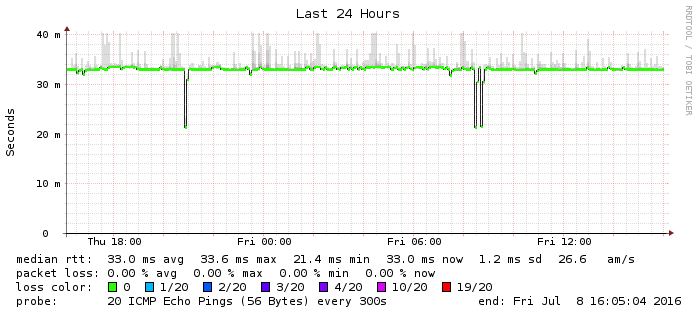 Last 24 Hours
RRDTOOL / TOBI OETIKER
Seconds
40 m
30 m
20 m
10 m
0
Thu 18:00 Fri 00:00 Fri 06:00 Fri 12:00
median rtt: 33.0 ms avg 33.6 ms max 21.4 ms min 33.0 ms now 1.2 ms sd 26.6 am/s
packet loss: 0.00 % avg 0.00 % max 0.00 % min 0.00 % now
loss color: 0 1/20 2/20 3/20 4/20 10/20 19/20
probe: 20 ICMP Echo Pings (56 Bytes) every 300s end: Fri Jul 8 16:05:04 2016